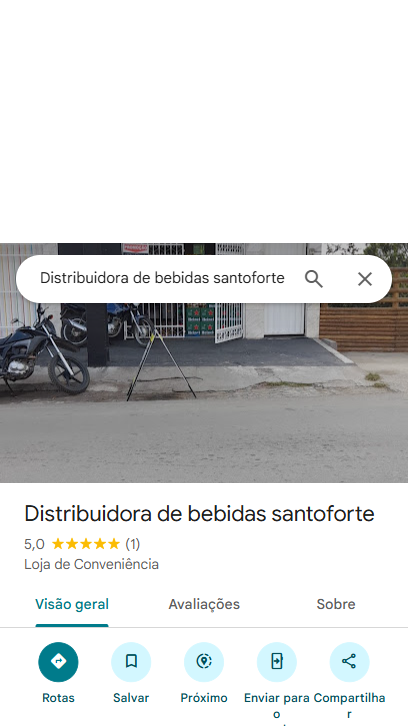 Distribuidora de bebidas santoforte
Distribuidora de bebidas santoforte
5,0 (1)
Loja de Conveniência
Visão geral Avaliações Sobre
Rotas Salvar Próximo Enviar para o Compartilhar